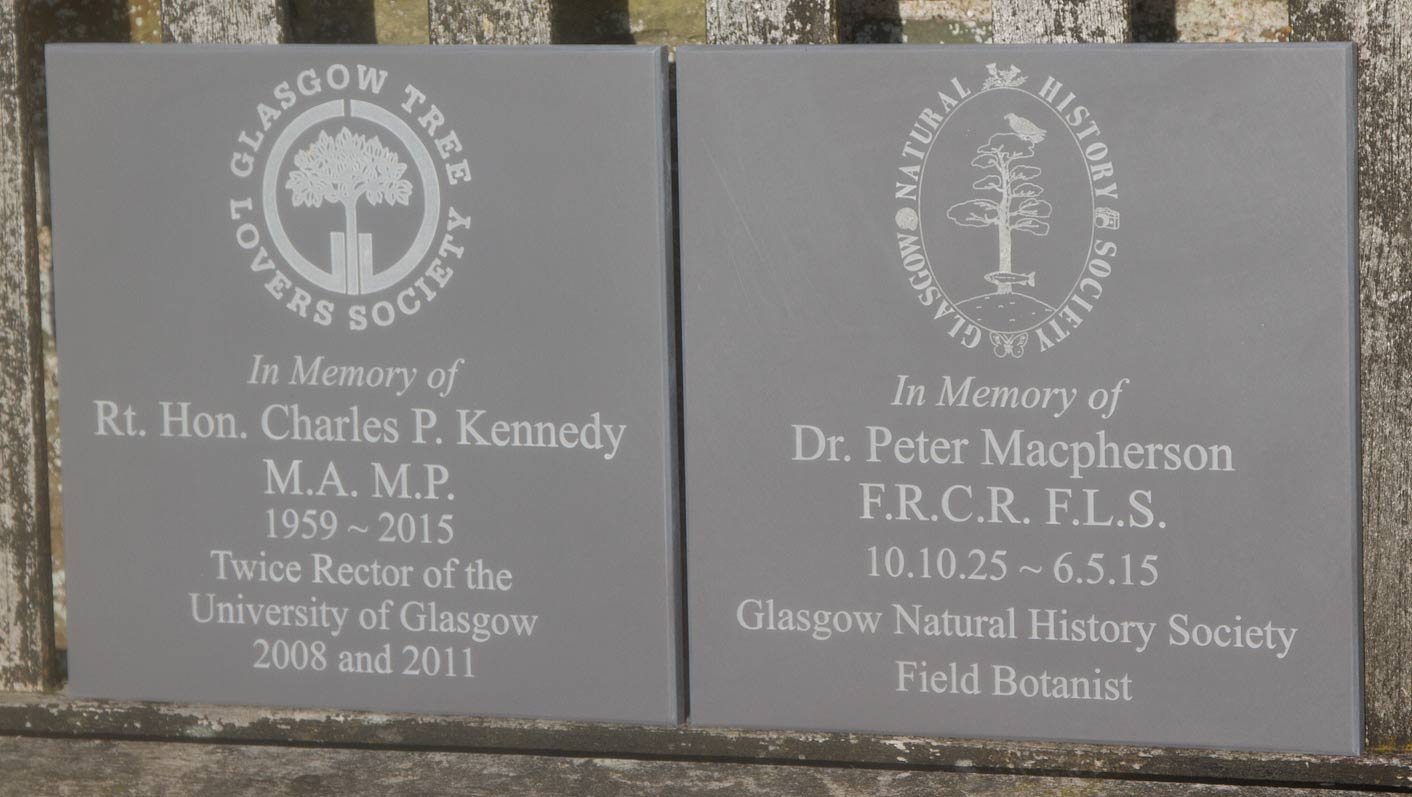 GLASGOW TREE LOVERS SOCIETY
In Memory of
Rt. Hon. Charles P. Kennedy
M.A. M.P.
1959 ~ 2015
Twice Rector of the
University of Glasgow
2008 and 2011
GLASGOW NATURAL HISTORY SOCIETY
In Memory of
Dr. Peter Macpherson
F.R.C.R. F.L.S.
10.10.25 ~ 6.5.15
Glasgow Natural History Society
Field Botanist